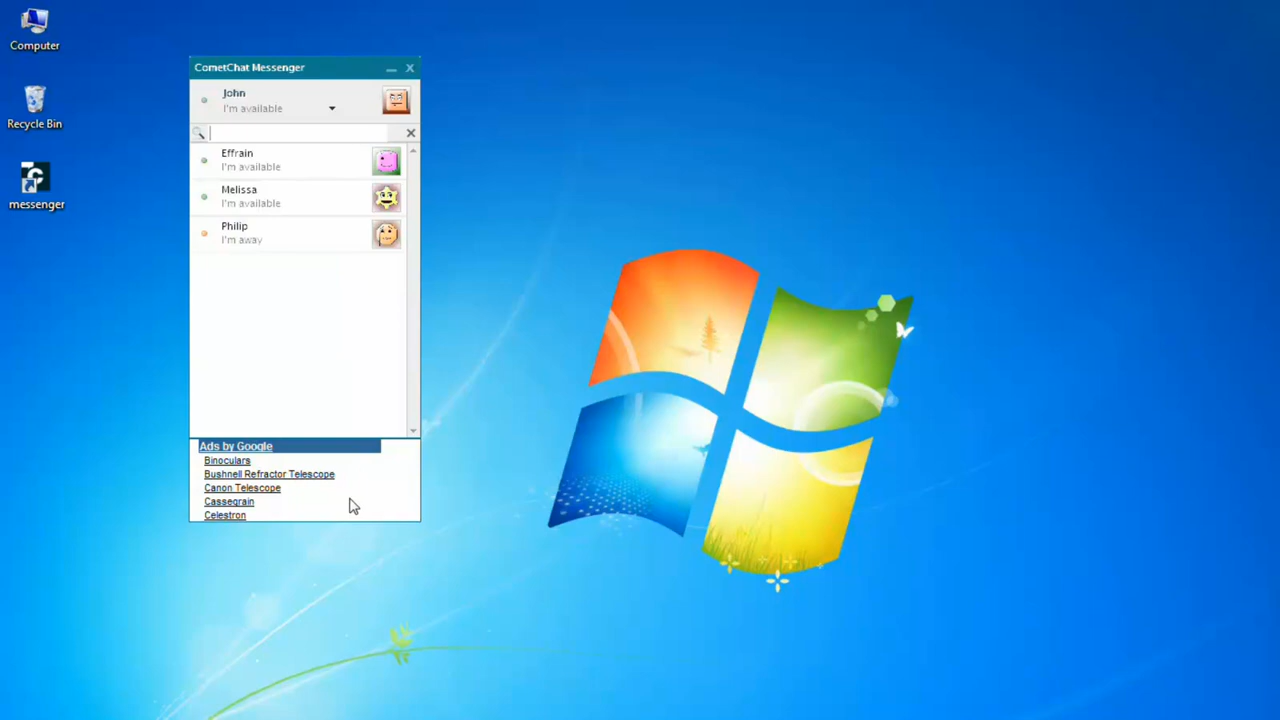 Computer
Recycle Bin
messenger
CometChat Messenger
John
I'm available
Effrain
I'm available
Melissa
I'm available
Philip
I'm away
Ads by Google
Binoculars
Bushnell Refractor Telescope
Canon Telescope
Cassegrain
Celestron